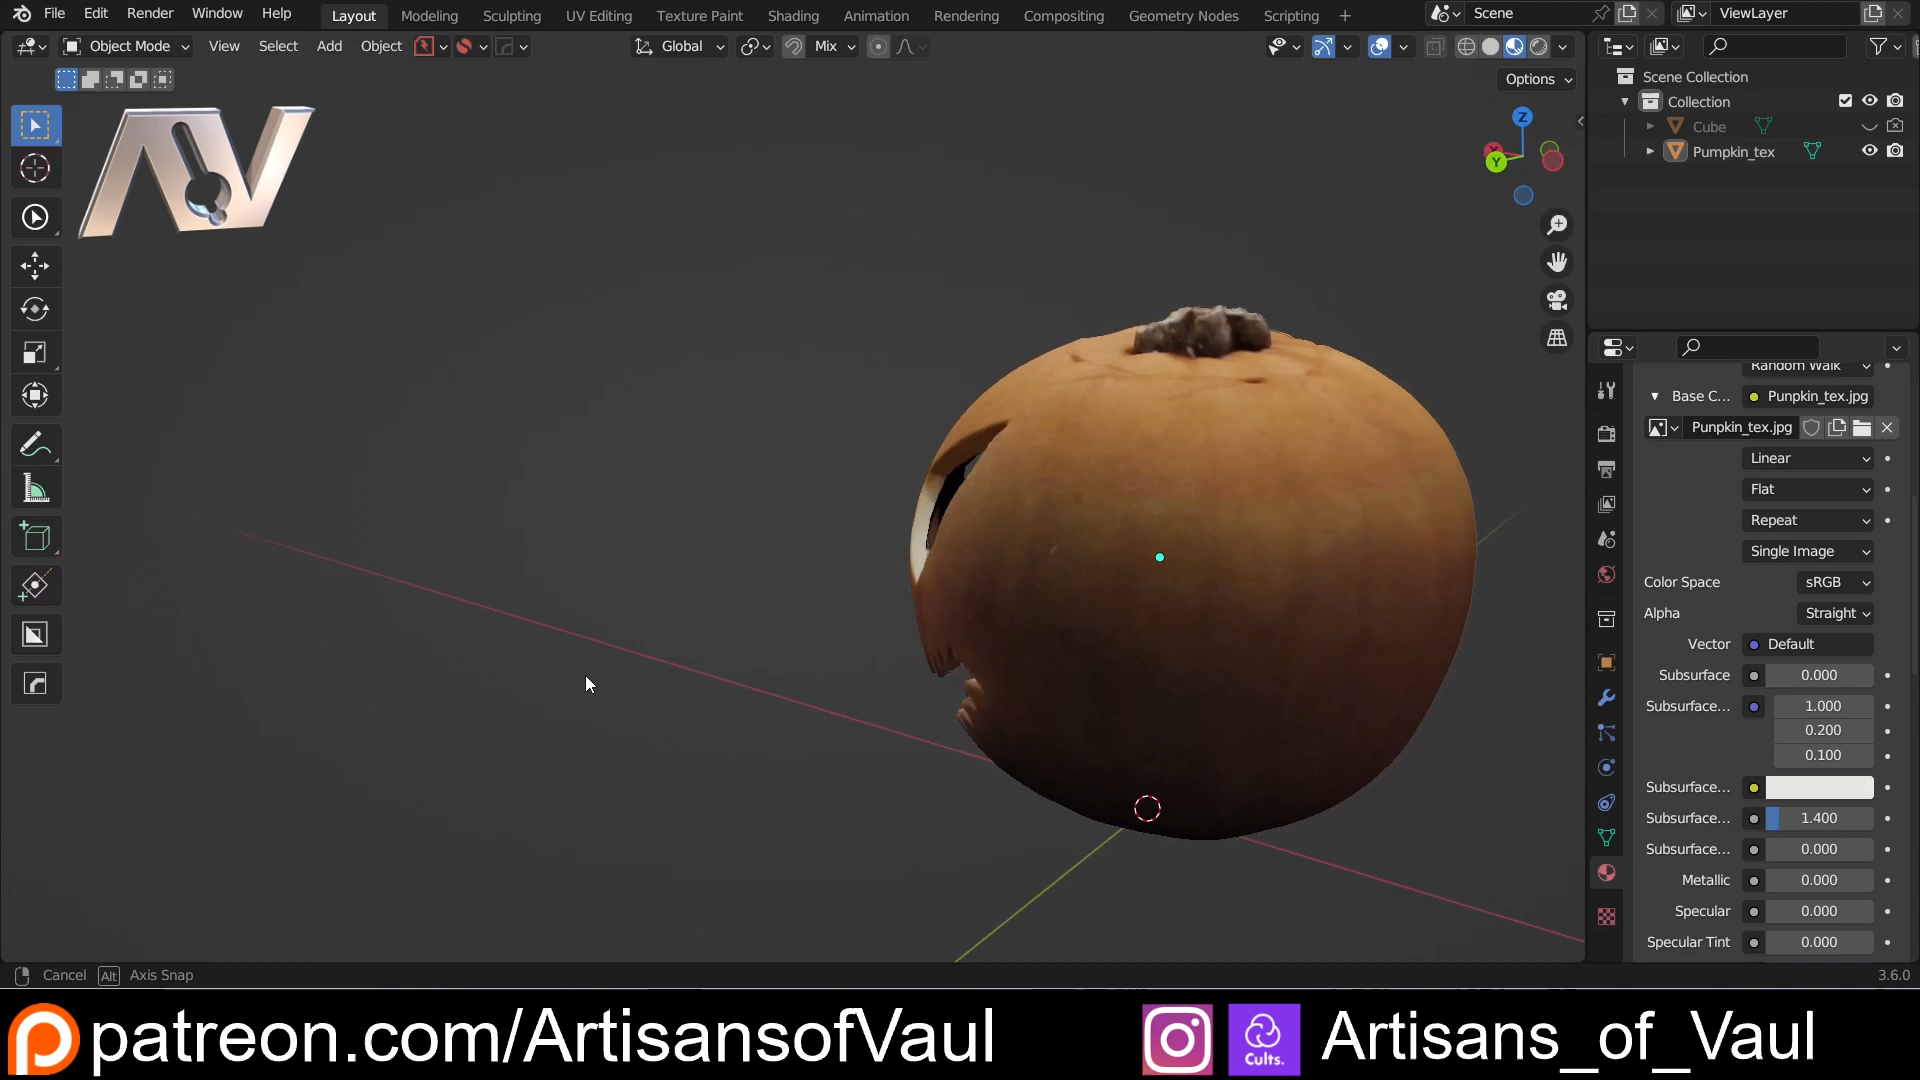 File Edit Render Window Help Layout Modeling Sculpting UV Editing Texture Paint Shading Animation Rendering Compositing Geometry Nodes Scripting + Scene ViewLayer
Object Mode View Select Add Object Global Mix
Options
Scene Collection
Collection
Cube
Pumpkin_tex
Z
X
Y
AV
Random Walk
Base C... Punpkin_tex.jpg
Punpkin_tex.jpg
Linear
Flat
Repeat
Single Image
Color Space sRGB
Alpha Straight
Vector Default
Subsurface 0.000
Subsurface... 1.000
0.200
0.100
Subsurface...
Subsurface... 1.400
Subsurface... 0.000
Metallic 0.000
Specular 0.000
Specular Tint 0.000
Cancel Alt Axis Snap 3.6.0
patreon.com/ArtisansofVaul Cults. Artisans_of_Vaul